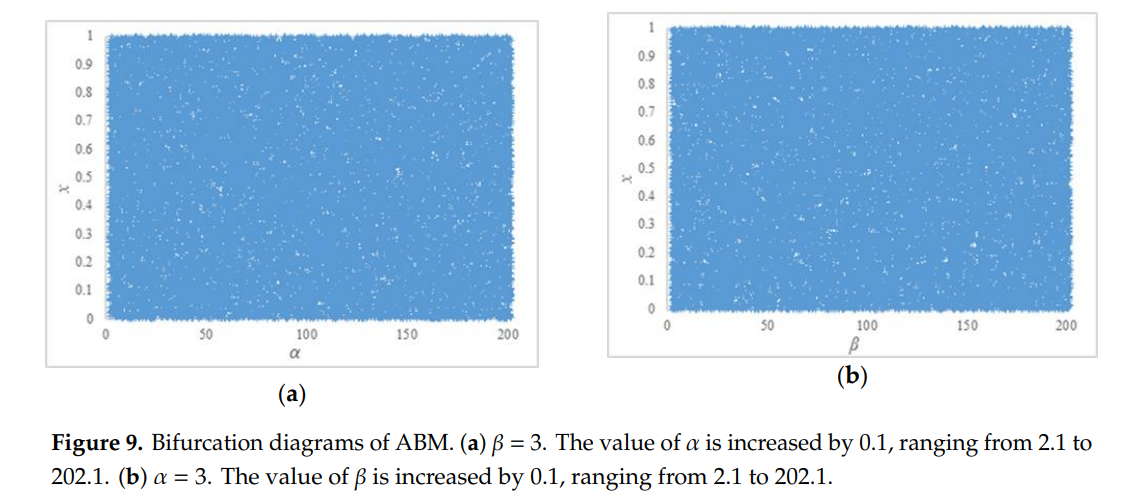 1
0.9
0.8
0.7
0.6
0.5
0.4
0.3
0.2
0.1
0
x
0 50 100 150 200
α
(a)
1
0.9
0.8
0.7
0.6
0.5
0.4
0.3
0.2
0.1
0
x
0 50 100 150 200
β
(b)
Figure 9. Bifurcation diagrams of ABM. (a) β = 3. The value of α is increased by 0.1, ranging from 2.1 to
202.1. (b) α = 3. The value of β is increased by 0.1, ranging from 2.1 to 202.1.